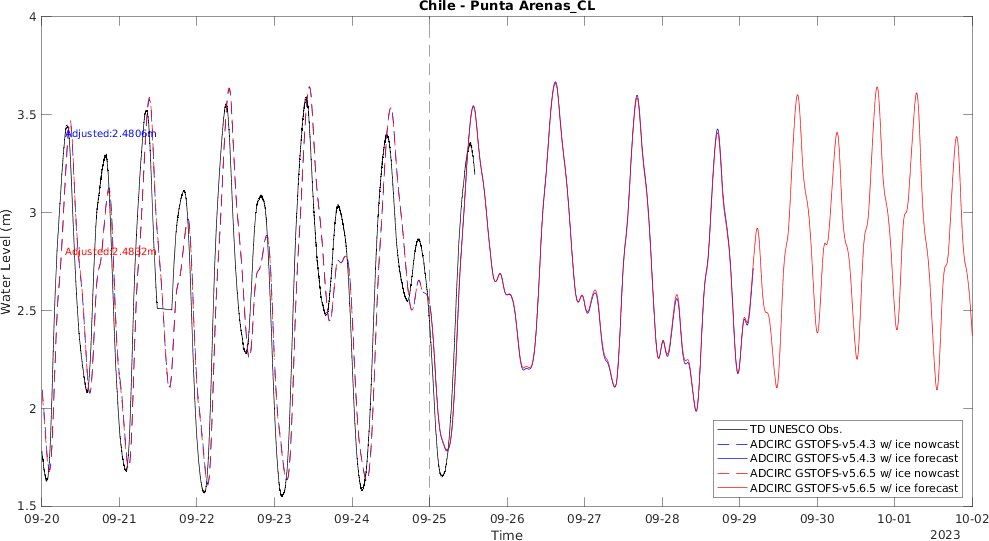 Chile - Punta Arenas_CL
Water Level (m)
4
3.5
3
2.5
2
1.5
Adjusted:2.4806m
Adjusted:2.4832m
TD UNESCO Obs.
ADCIRC GSTOFS-v5.4.3 w/ ice nowcast
ADCIRC GSTOFS-v5.4.3 w/ ice forecast
ADCIRC GSTOFS-v5.6.5 w/ ice nowcast
ADCIRC GSTOFS-v5.6.5 w/ ice forecast
09-20 09-21 09-22 09-23 09-24 09-25 09-26 09-27 09-28 09-29 09-30 10-01 10-02
Time
2023